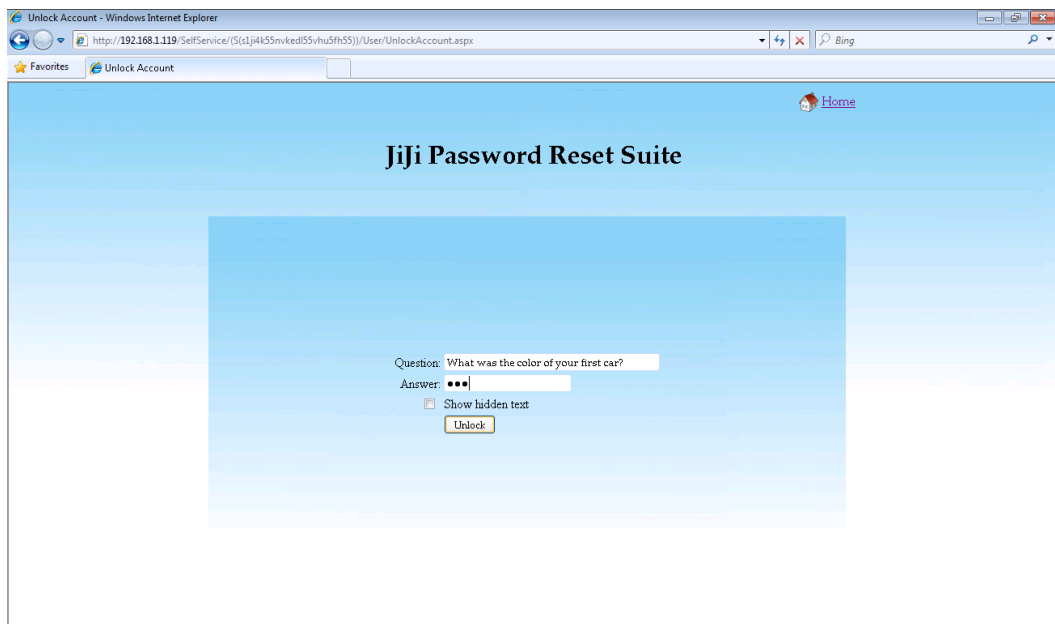 Unlock Account - Windows Internet Explorer
http://192.168.1.119/SelfService/(S(s1ji4k55nvkedl55vhu5fh55))/User/UnlockAccount.aspx
Bing
Favorites
Unlock Account
Home
JiJi Password Reset Suite
Question: What was the color of your first car?
Answer: •••
Show hidden text
Unlock